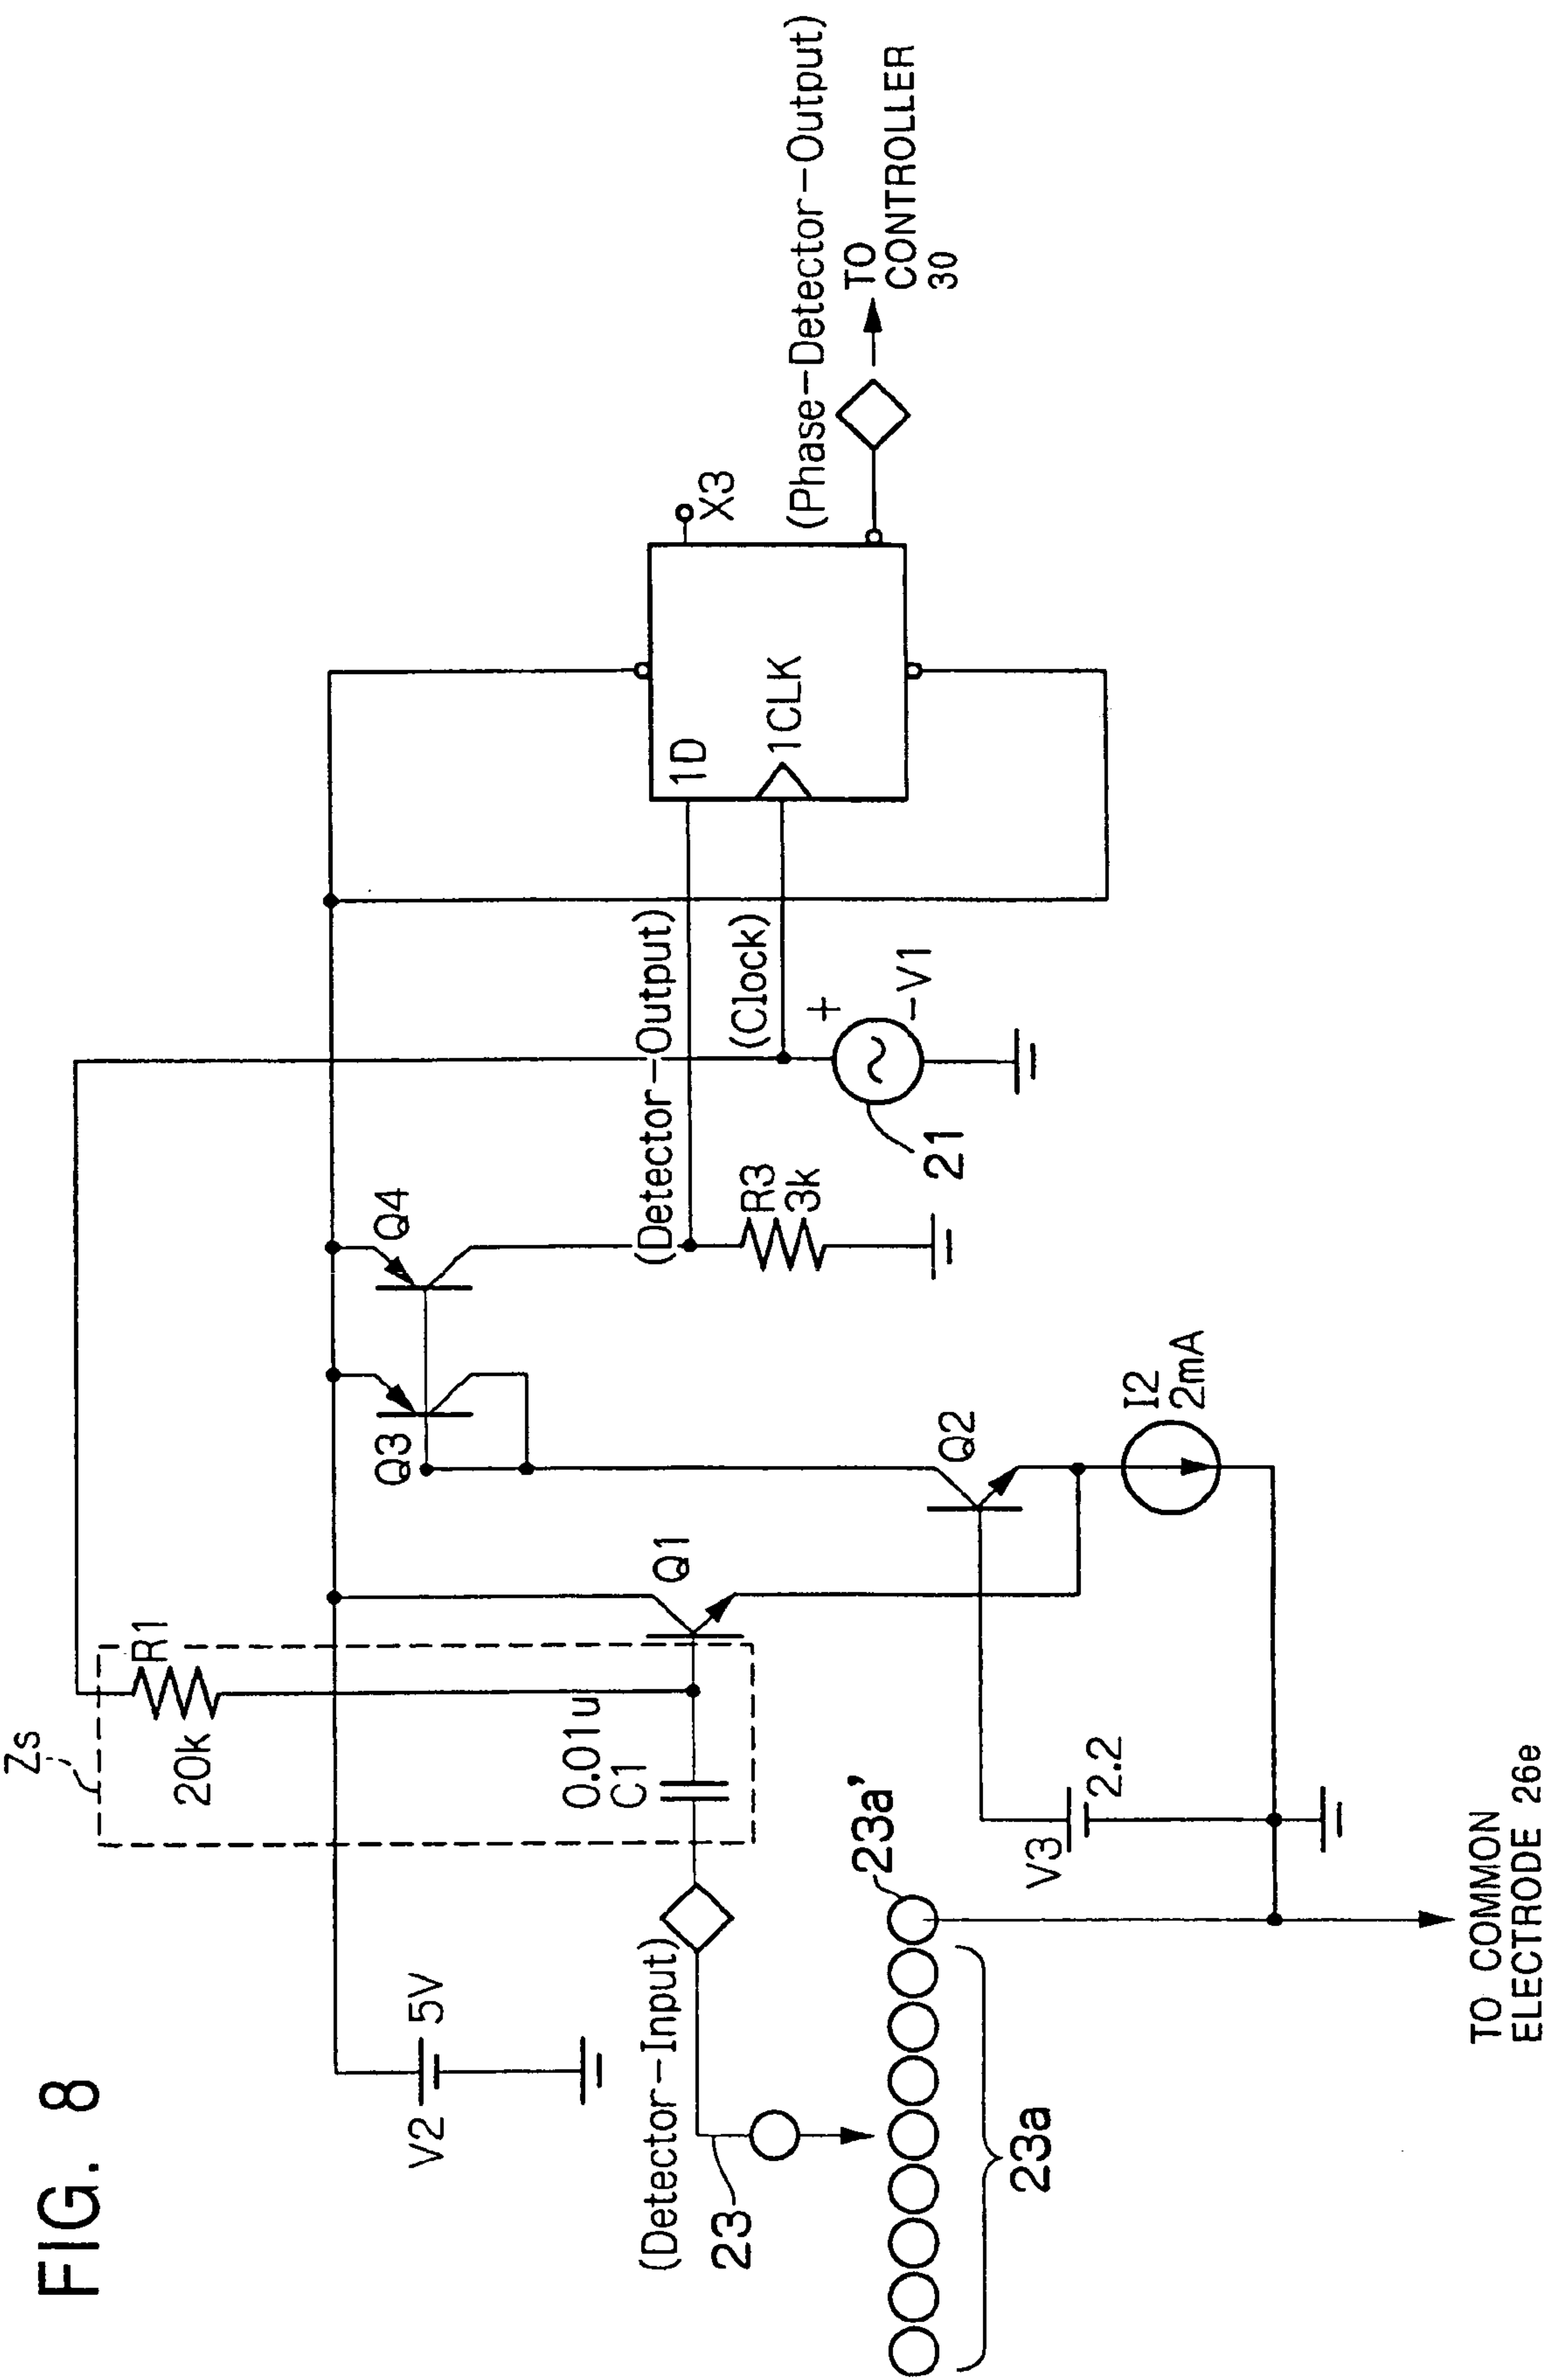 FIG. 8
Zs
R1
20k
0.01u
C1
V2
5V
Q1
Q3
Q4
Q2
(Detector-Input)
23
23a
23a'
V3
2.2
I2
2mA
(Detector-Output)
R3
3k
(Clock)
+
-V1
21
1D
1CLK
X3
(Phase-Detector-Output)
TO
CONTROLLER
30
TO COMMON
ELECTRODE 26e